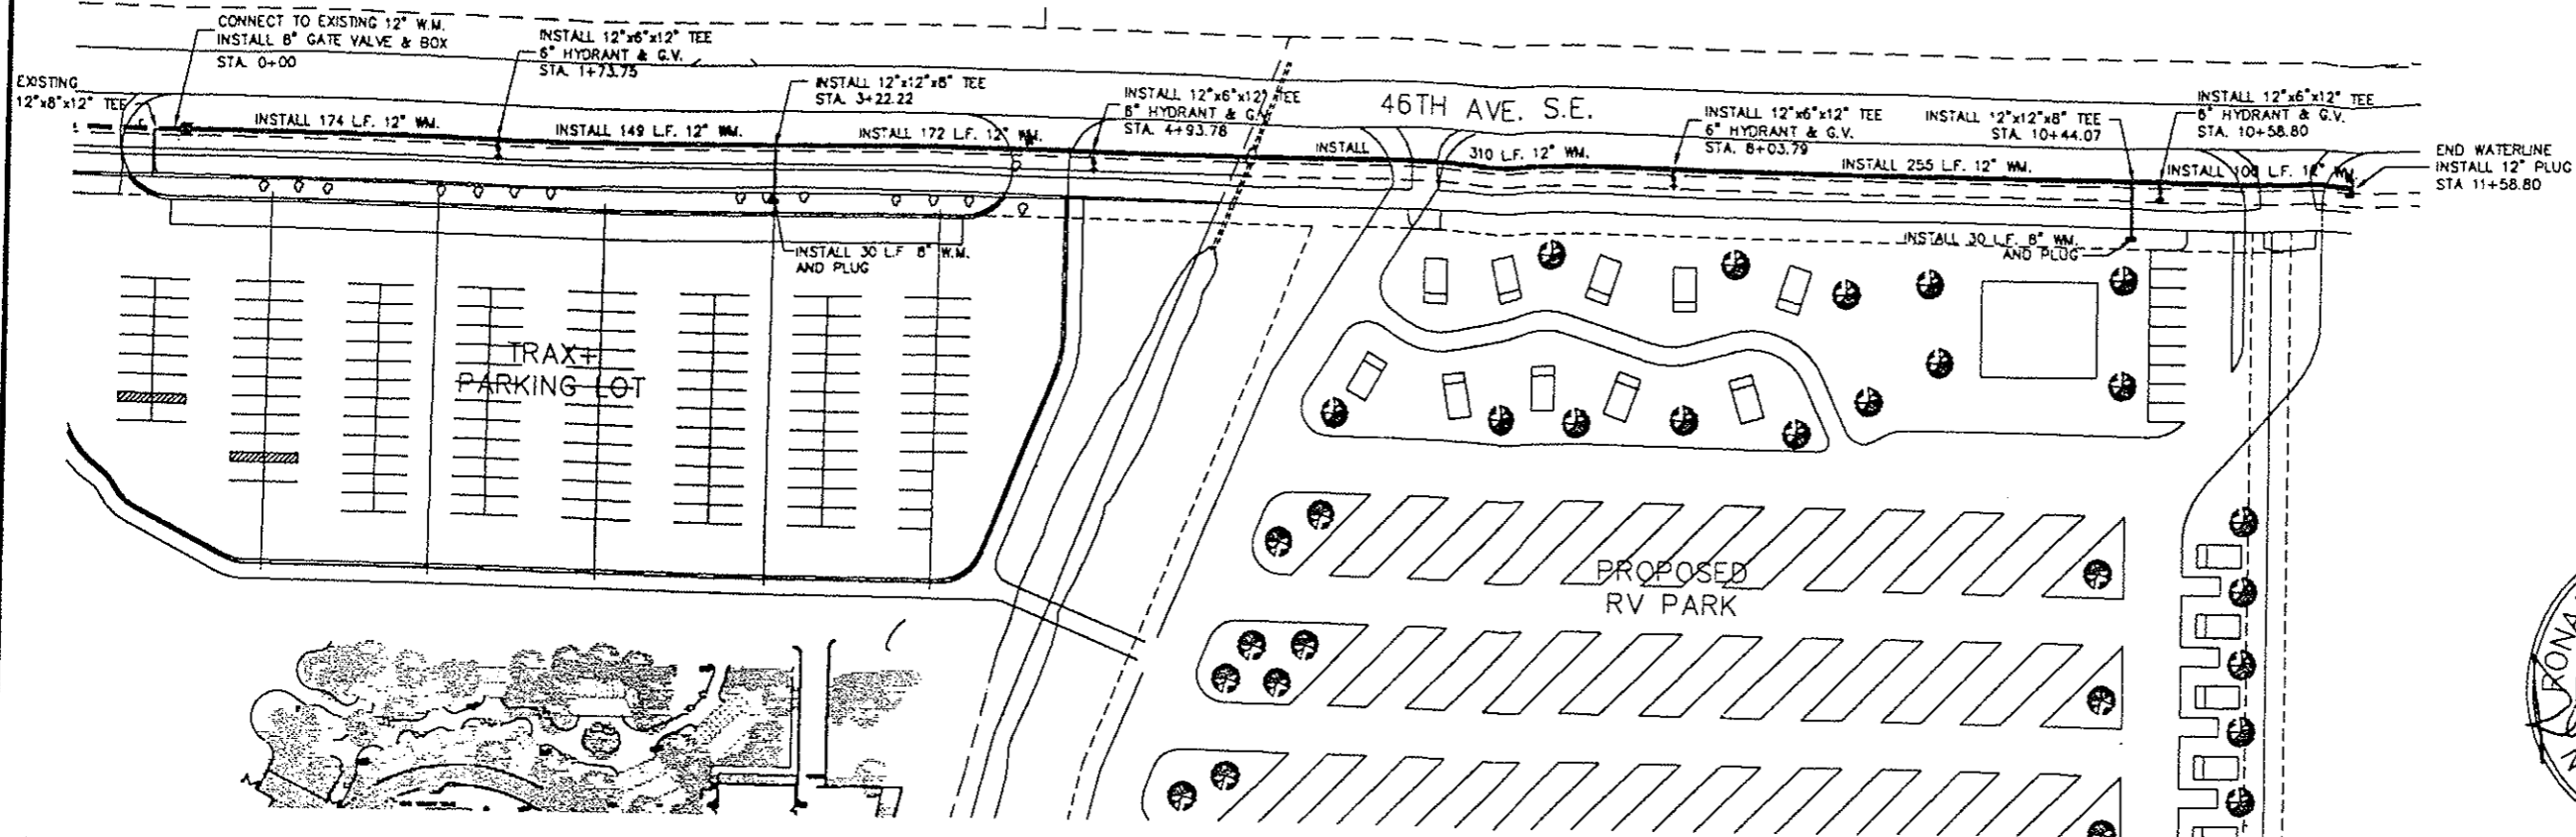 CONNECT TO EXISTING 12" W.M.
INSTALL 8" GATE VALVE & BOX
STA. 0+00
EXISTING
12"x8"x12" TEE
INSTALL 174 L.F. 12" WM.
INSTALL 12"x6"x12" TEE
6" HYDRANT & G.V.
STA. 1+73.75
INSTALL 149 L.F. 12" WM.
INSTALL 12"x12"x8" TEE
STA. 3+22.22
INSTALL 172 L.F. 12" WM.
INSTALL 12"x6"x12" TEE
6" HYDRANT & G.V.
STA. 4+93.78
46TH AVE. S.E.
INSTALL 310 L.F. 12" WM.
INSTALL 12"x6"x12" TEE
6" HYDRANT & G.V.
STA. 8+03.79
INSTALL 255 L.F. 12" WM.
INSTALL 12"x12"x8" TEE
STA. 10+44.07
INSTALL 12"x6"x12" TEE
6" HYDRANT & G.V.
STA. 10+58.80
INSTALL 100 L.F. 12" WM.
END WATERLINE
INSTALL 12" PLUG
STA 11+58.80
INSTALL 30 L.F 8" W.M.
AND PLUG
INSTALL 30 L.F. 8" WM.
AND PLUG
TRAX+
PARKING LOT
PROPOSED
RV PARK